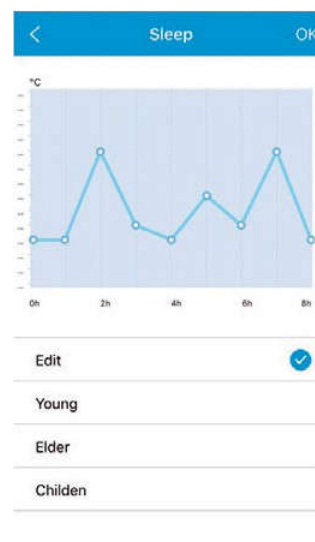 Sleep OK
°C
0h 2h 4h 6h 8h
Edit
Young
Elder
Childen